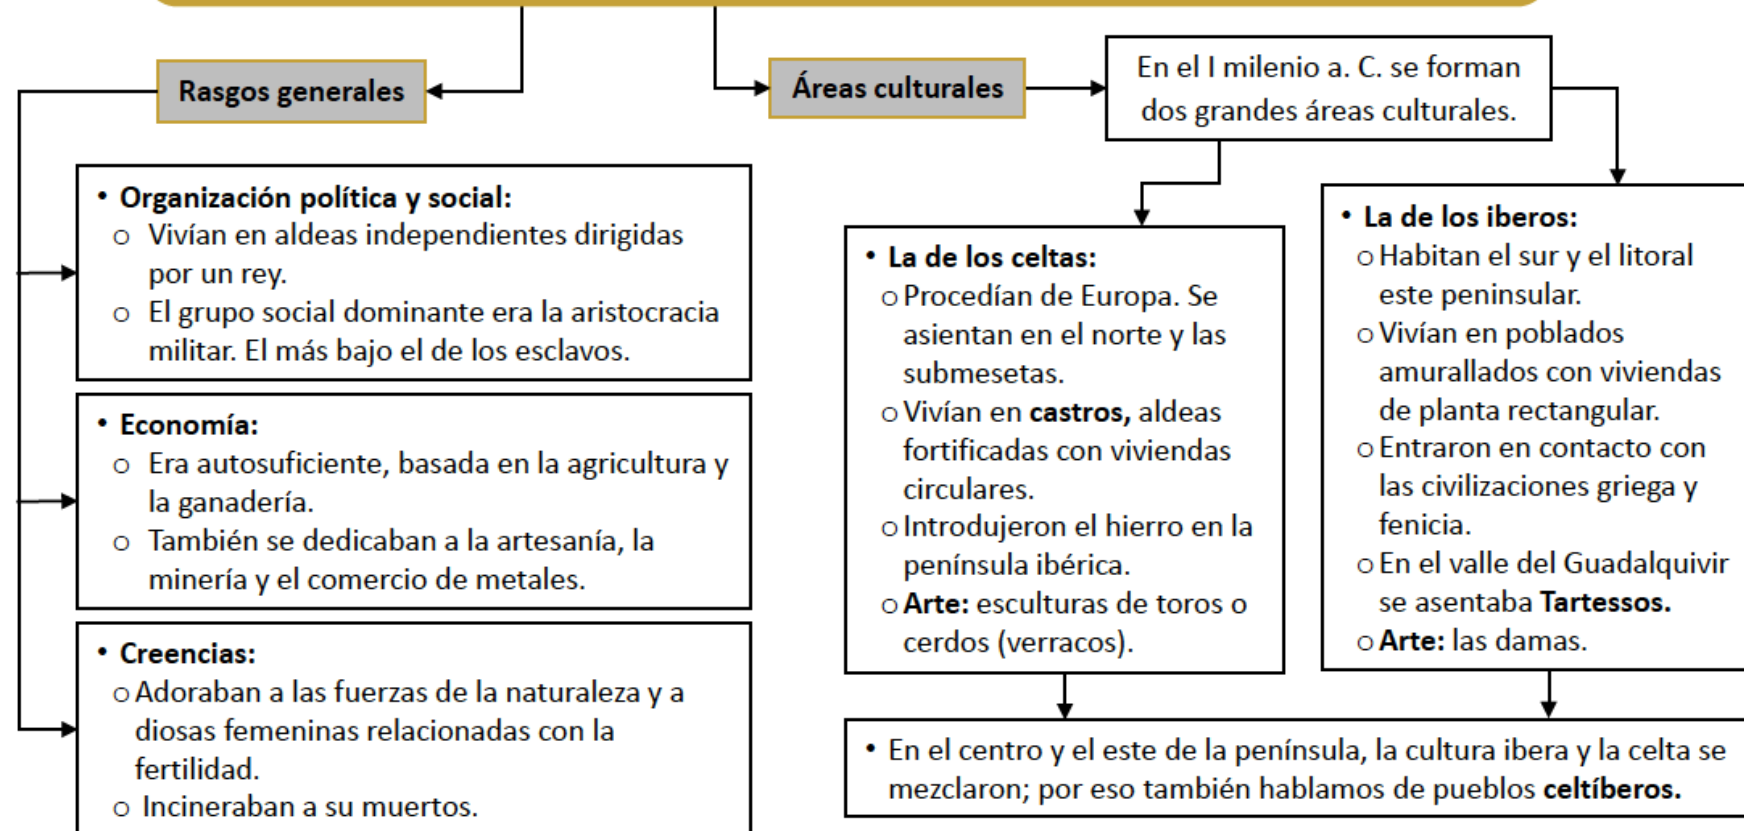 Rasgos generales
• Organización política y social:
o Vivían en aldeas independientes dirigidas
por un rey.
o El grupo social dominante era la aristocracia
militar. El más bajo el de los esclavos.
• Economía:
o Era autosuficiente, basada en la agricultura y
la ganadería.
o También se dedicaban a la artesanía, la
minería y el comercio de metales.
• Creencias:
o Adoraban a las fuerzas de la naturaleza y a
diosas femeninas relacionadas con la
fertilidad.
o Incineraban a su muertos.
Áreas culturales
En el I milenio a. C. se forman
dos grandes áreas culturales.
• La de los celtas:
o Procedían de Europa. Se
asientan en el norte y las
submesetas.
o Vivían en castros, aldeas
fortificadas con viviendas
circulares.
o Introdujeron el hierro en la
península ibérica.
o Arte: esculturas de toros o
cerdos (verracos).
• La de los iberos:
o Habitan el sur y el litoral
este peninsular.
o Vivían en poblados
amurallados con viviendas
de planta rectangular.
o Entraron en contacto con
las civilizaciones griega y
fenicia.
o En el valle del Guadalquivir
se asentaba Tartessos.
o Arte: las damas.
• En el centro y el este de la península, la cultura ibera y la celta se
mezclaron; por eso también hablamos de pueblos celtíberos.